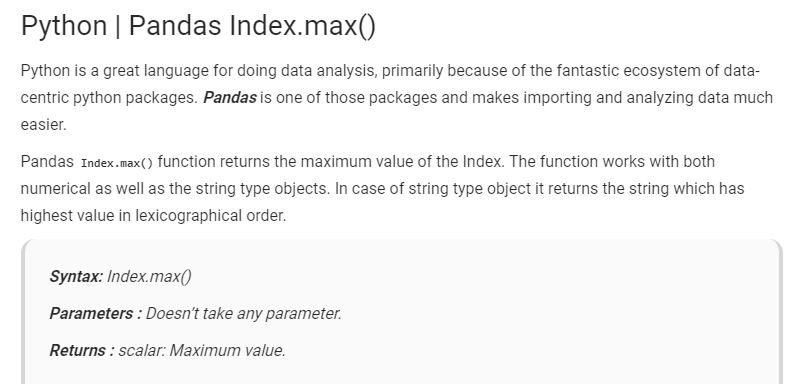 Python | Pandas Index.max()
Python is a great language for doing data analysis, primarily because of the fantastic ecosystem of data-
centric python packages. Pandas is one of those packages and makes importing and analyzing data much
easier.
Pandas Index.max() function returns the maximum value of the Index. The function works with both
numerical as well as the string type objects. In case of string type object it returns the string which has
highest value in lexicographical order.
Syntax: Index.max()
Parameters : Doesn’t take any parameter.
Returns : scalar: Maximum value.